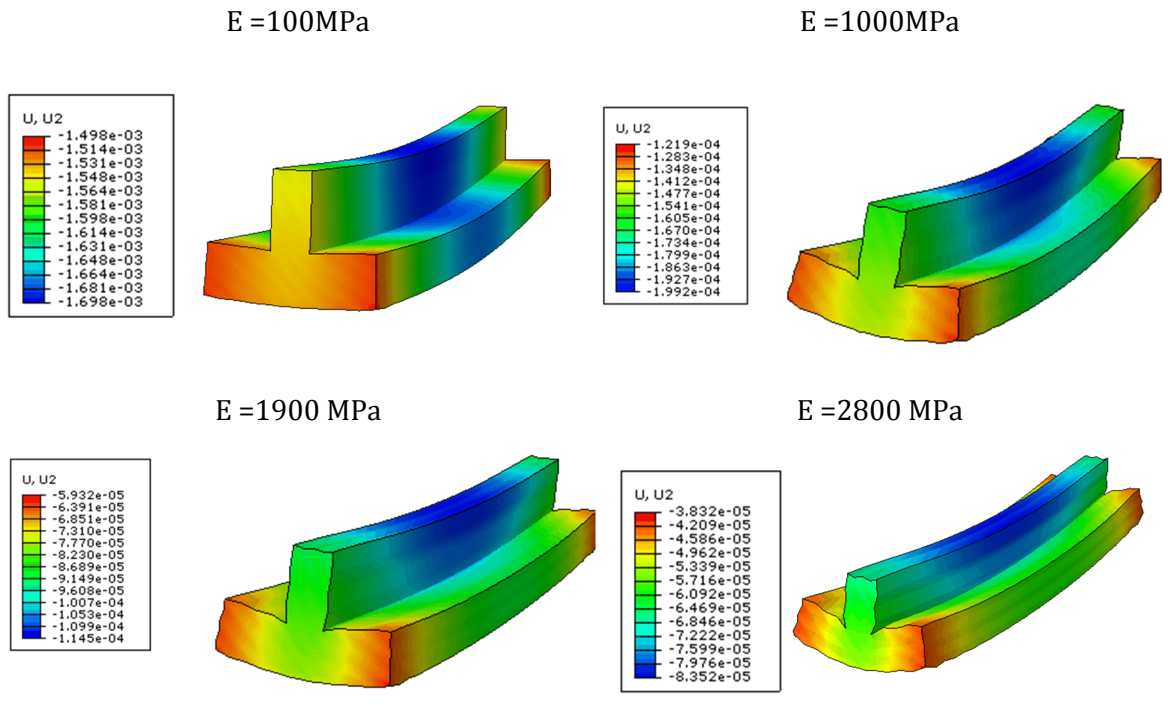 E =100MPa
E =1000MPa
U, U2
-1.498e-03
-1.514e-03
-1.531e-03
-1.548e-03
-1.564e-03
-1.581e-03
-1.598e-03
-1.614e-03
-1.631e-03
-1.648e-03
-1.664e-03
-1.681e-03
-1.698e-03
U, U2
-1.219e-04
-1.283e-04
-1.348e-04
-1.412e-04
-1.477e-04
-1.541e-04
-1.605e-04
-1.670e-04
-1.734e-04
-1.799e-04
-1.863e-04
-1.927e-04
-1.992e-04
E =1900 MPa
E =2800 MPa
U, U2
-5.932e-05
-6.391e-05
-6.851e-05
-7.310e-05
-7.770e-05
-8.230e-05
-8.689e-05
-9.149e-05
-9.608e-05
-1.007e-04
-1.053e-04
-1.099e-04
-1.145e-04
U, U2
-3.832e-05
-4.209e-05
-4.586e-05
-4.962e-05
-5.339e-05
-5.716e-05
-6.092e-05
-6.469e-05
-6.846e-05
-7.222e-05
-7.599e-05
-7.976e-05
-8.352e-05